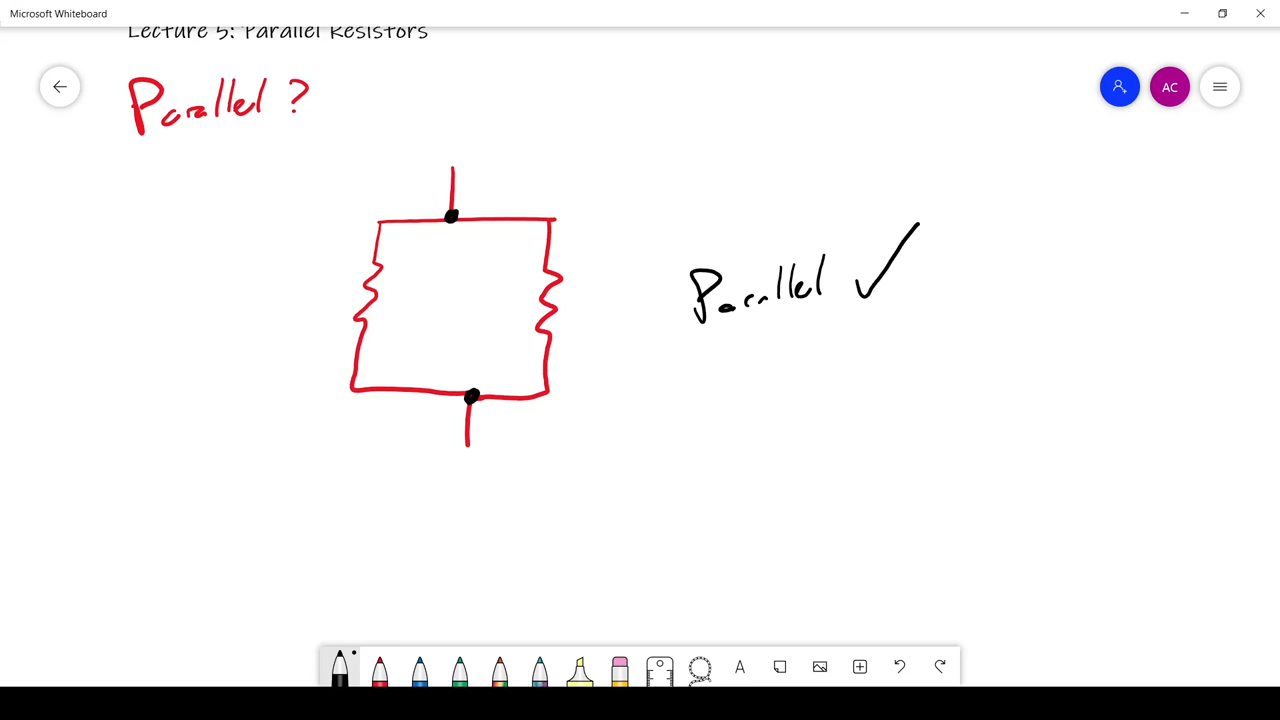 Microsoft Whiteboard
Lecture 5: Parallel Resistors
AC
Parallel ?
Parallel ✓
A